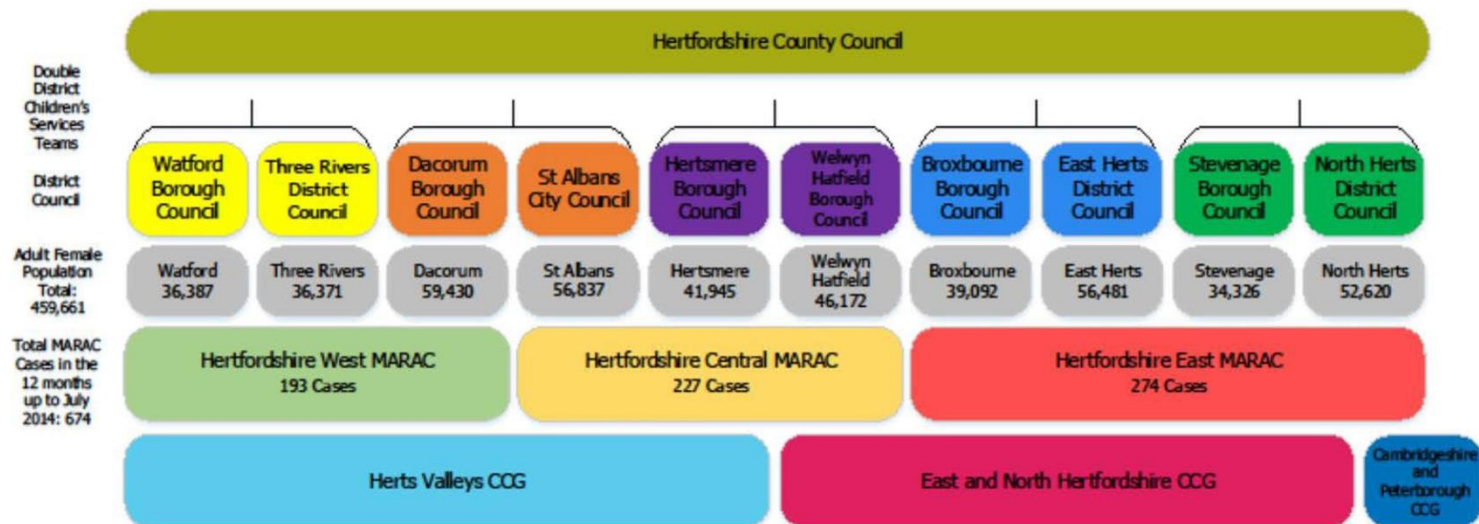 Hertfordshire County Council
Double
District
Children's
Services
Teams
District
Council
Watford
Borough
Council
Three Rivers
District
Council
Dacorum
Borough
Council
St Albans
City Council
Hertsmere
Borough
Council
Welwyn
Hatfield
Borough
Council
Broxbourne
Borough
Council
East Herts
District
Council
Stevenage
Borough
Council
North Herts
District
Council
Adult Female
Population
Total:
459,661
Watford
36,387
Three Rivers
36,371
Dacorum
59,430
St Albans
56,837
Hertsmere
41,945
Welwyn
Hatfield
46,172
Broxbourne
39,092
East Herts
56,481
Stevenage
34,326
North Herts
52,620
Total MARAC
Cases in the
12 months
up to July
2014: 674
Hertfordshire West MARAC
193 Cases
Hertfordshire Central MARAC
227 Cases
Hertfordshire East MARAC
274 Cases
Herts Valleys CCG
East and North Hertfordshire CCG
Cambridgeshire
and
Peterborough
CCG